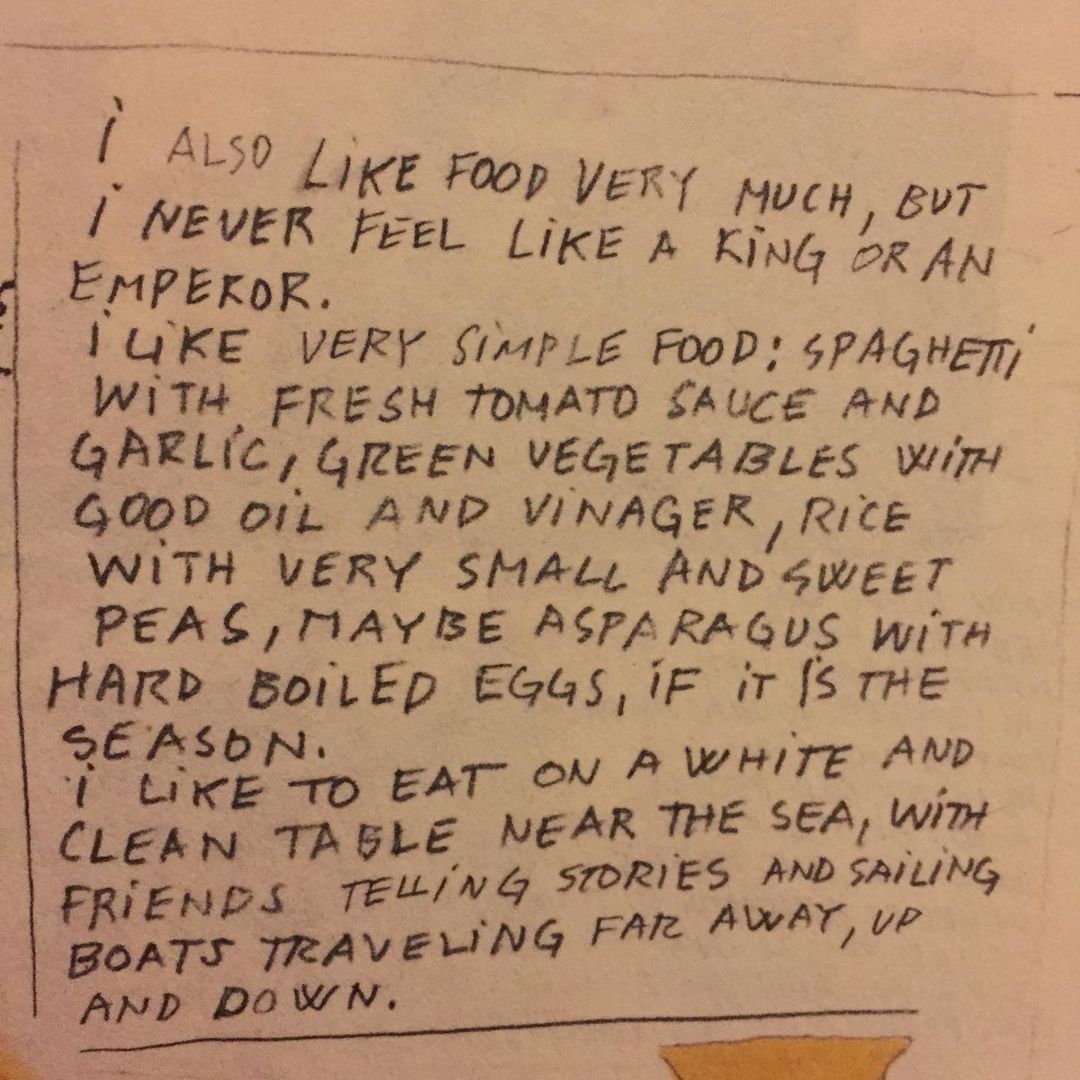 i ALSO LiKE FOOD VERY MUCH, BUT
i NEVER FEEL LiKE A KiNG OR AN
EMPEROR.
i LiKE VERY SiMPLE FOOD: SPAGHETTi
WiTH FRESH TOMATO SAUCE AND
GARLiC, GREEN VEGETABLES WiTH
GOOD OiL AND ViNAGER, RiCE
WiTH VERY SMALL AND SWEET
PEAS, MAYBE ASPARAGUS WiTH
HARD BOiLED EGGS, iF iT iS THE
SEASON.
i LiKE TO EAT ON A WHiTE AND
CLEAN TABLE NEAR THE SEA, WiTH
FRiENDS TELLiNG STORiES AND SAiLiNG
BOATS TRAVELiNG FAR AWAY, UP
AND DOWN.